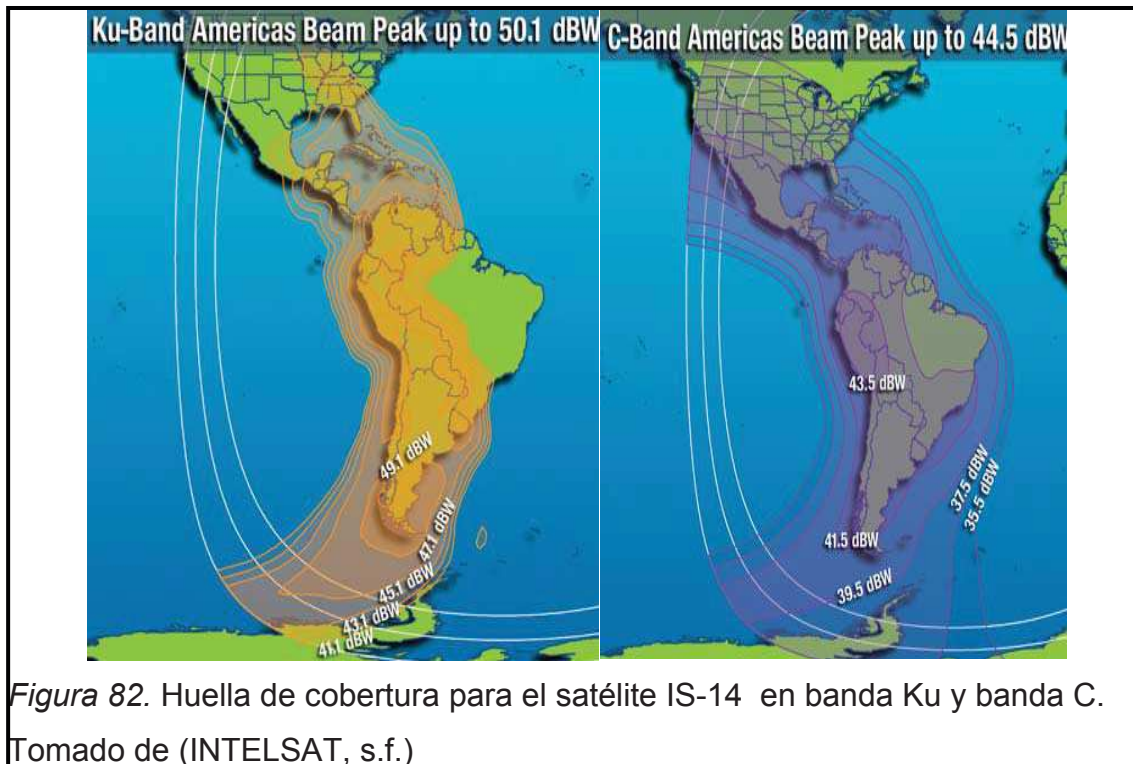 Ku-Band Americas Beam Peak up to 50.1 dBW
49.1 dBW
47.1 dBW
45.1 dBW
43.1 dBW
41.1 dBW
C-Band Americas Beam Peak up to 44.5 dBW
43.5 dBW
37.5 dBW
35.5 dBW
41.5 dBW
39.5 dBW
Figura 82. Huella de cobertura para el satélite IS-14 en banda Ku y banda C.
Tomado de (INTELSAT, s.f.)